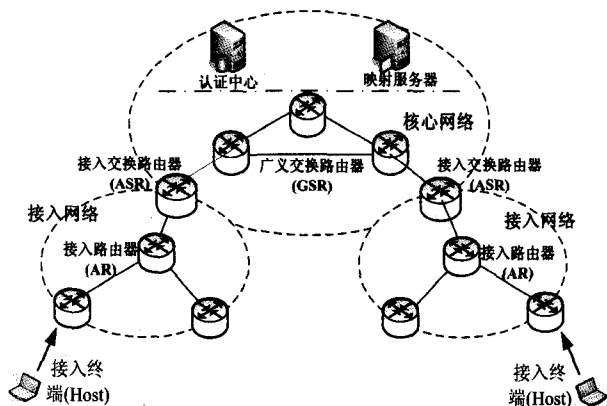 认证中心
映射服务器
核心网络
接入交换路由器
(ASR)
广义交换路由器
(GSR)
接入交换路由器
(ASR)
接入网络
接入网络
接入路由器
(AR)
接入路由器
(AR)
接入终
端(Host)
接入终
端(Host)